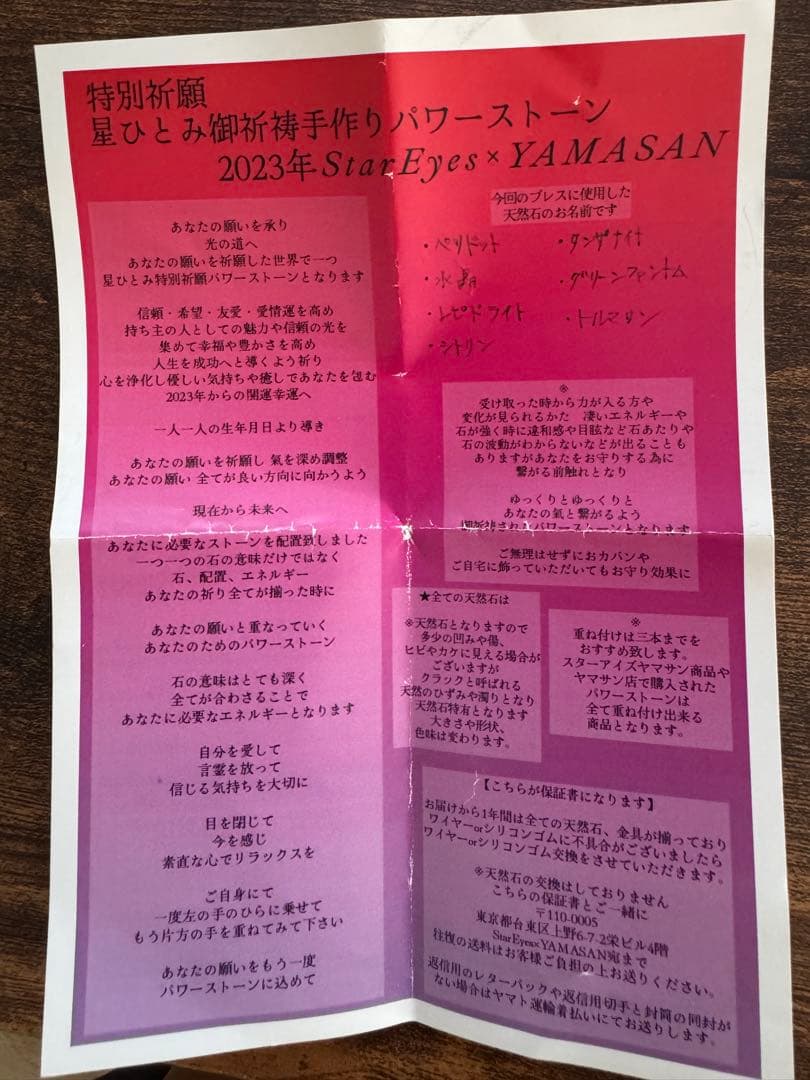 特別祈願
星ひとみ御祈祷手作りパワーストーン
2023年StarEyes×YAMASAN
あなたの願いを承り
光の道へ
あなたの願いを祈願した世界で一つ
星ひとみ特別祈願パワーストーンとなります
信頼・希望・友愛・愛情運を高め
持ち主の人としての魅力や信頼の光を
集めて幸福や豊かさを高め
人生を成功へと導くよう祈り
心を浄化し優しい気持ちや癒しであなたを包む
2023年からの開運幸運へ
一人一人の生年月日より導き
あなたの願いを祈願し 氣を深め調整
あなたの願い 全てが良い方向に向かうよう
現在から未来へ
あなたに必要なストーンを配置致しました
一つ一つの石の意味だけではなく
石、配置、エネルギー
あなたの祈り全てが揃った時に
あなたの願いと重なっていく
あなたのためのパワーストーン
石の意味はとても深く
全てが合わさることで
あなたに必要なエネルギーとなります
自分を愛して
言霊を放って
信じる気持ちを大切に
目を閉じて
今を感じ
素直な心でリラックスを
ご自身にて
一度左の手のひらに乗せて
もう片方の手を重ねてみて下さい
あなたの願いをもう一度
パワーストーンに込めて
今回のブレスに使用した
天然石のお名前です
・ペリドット
・水晶
・レピドライト
・シトリン
・タンザナイト
・グリーンファントム
・トルマリン
※
受け取った時から力が入る方や
変化が見られるかた 凄いエネルギーや
石が強く時に違和感や目眩など石あたりや
石の波動がわからないなどが出ることも
ありますがあなたをお守りする為に
繋がる前触れとなり
ゆっくりとゆっくりと
あなたの氣と繋がるよう
御祈祷されたパワーストーンとなります
ご無理はせずにおカバンや
ご自宅に飾っていただいてもお守り効果に
★全ての天然石は
※天然石となりますので
多少の凹みや傷、
ヒビやカケに見える場合が
ございますが
クラックと呼ばれる
天然のひずみや濁りとなり
天然石特有となります
大きさや形状、
色味は変わります。
※
重ね付けは三本までを
おすすめ致します。
スターアイズヤマサン商品や
ヤマサン店で購入された
パワーストーンは
全て重ね付け出来る
商品となります。
【こちらが保証書になります】
お届けから1年間は全ての天然石、金具が揃っており
ワイヤーorシリコンゴムに不具合がございましたら
ワイヤーorシリコンゴム交換をさせていただきます。
※天然石の交換はしておりません
こちらの保証書とご一緒に
〒110-0005
東京都台東区上野6-7-2栄ビル4階
StarEyes×YAMASAN宛まで
往復の送料はお客様ご負担の上お送りください。
返信用のレターパックや返信用切手と封筒の同封が
ない場合はヤマト運輸着払いにてお送りします。